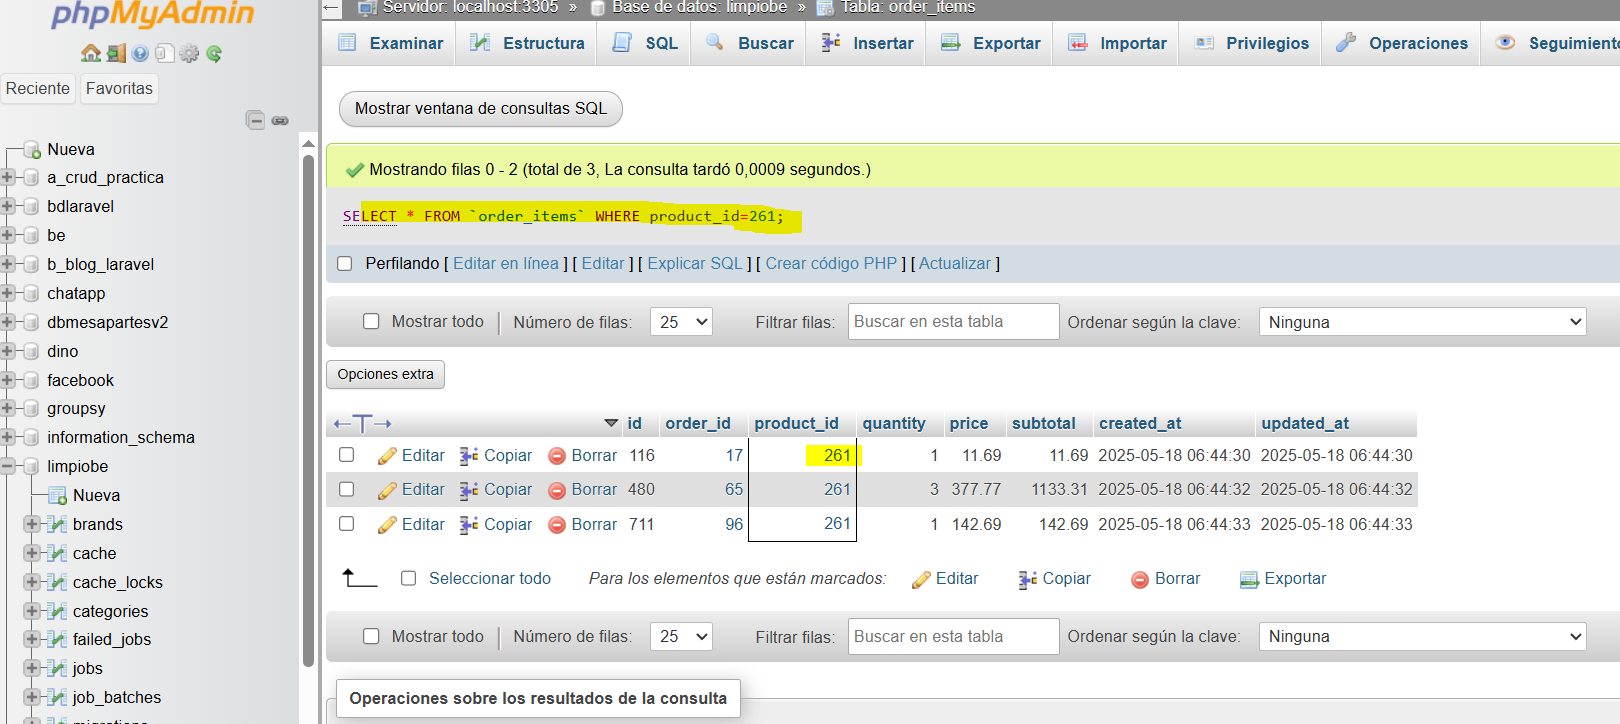 phpMyAdmin
Reciente Favoritas
Nueva
a_crud_practica
bdlaravel
be
b_blog_laravel
chatapp
dbmesapartesv2
dino
facebook
groupsy
information_schema
limpiobe
Nueva
brands
cache
cache_locks
categories
failed_jobs
jobs
job_batches
migrations
Servidor: localhost:3305 » Base de datos: limpiobe » Tabla: order_items
Examinar Estructura SQL Buscar Insertar Exportar Importar Privilegios Operaciones Seguimiento
Mostrar ventana de consultas SQL
Mostrando filas 0 - 2 (total de 3, La consulta tardó 0,0009 segundos.)
SELECT * FROM `order_items` WHERE product_id=261;
Perfilando [ Editar en línea ] [ Editar ] [ Explicar SQL ] [ Crear código PHP ] [ Actualizar ]
Mostrar todo | Número de filas: 25 Filtrar filas: Buscar en esta tabla Ordenar según la clave: Ninguna
Opciones extra
←T→ id order_id product_id quantity price subtotal created_at updated_at
Editar Copiar Borrar 116 17 261 1 11.69 11.69 2025-05-18 06:44:30 2025-05-18 06:44:30
Editar Copiar Borrar 480 65 261 3 377.77 1133.31 2025-05-18 06:44:32 2025-05-18 06:44:32
Editar Copiar Borrar 711 96 261 1 142.69 142.69 2025-05-18 06:44:33 2025-05-18 06:44:33
Seleccionar todo Para los elementos que están marcados: Editar Copiar Borrar Exportar
Mostrar todo | Número de filas: 25 Filtrar filas: Buscar en esta tabla Ordenar según la clave: Ninguna
Operaciones sobre los resultados de la consulta